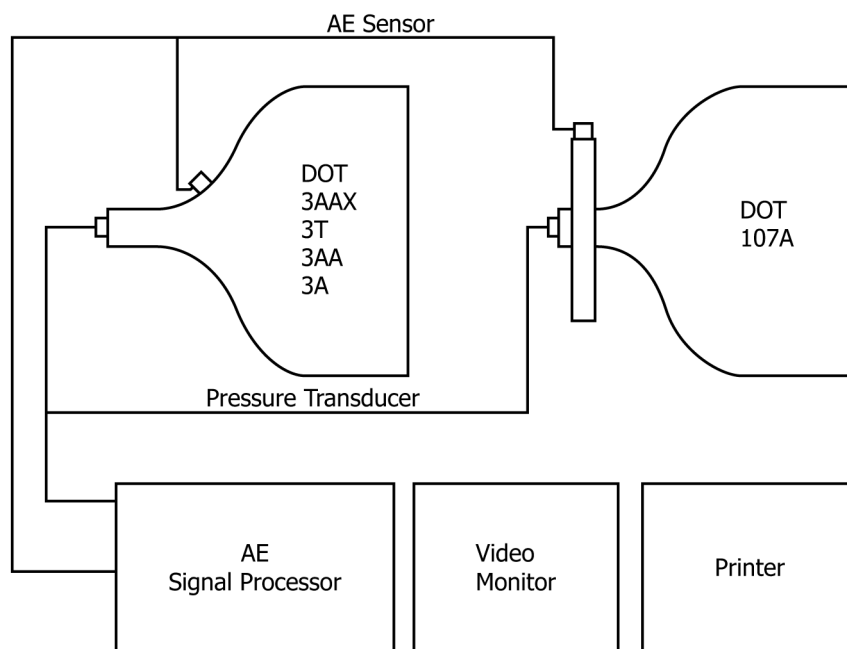 AE Sensor
DOT
3AAX
3T
3AA
3A
DOT
107A
Pressure Transducer
AE
Signal Processor
Video
Monitor
Printer